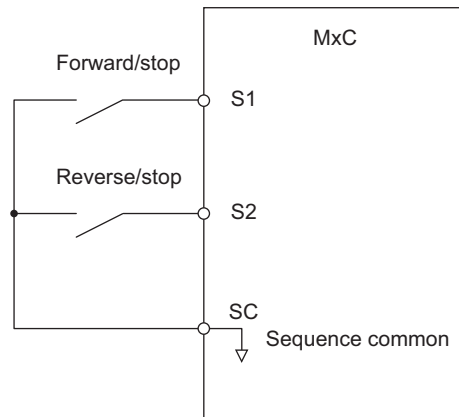 MxC
Forward/stop
S1
Reverse/stop
S2
SC
Sequence common